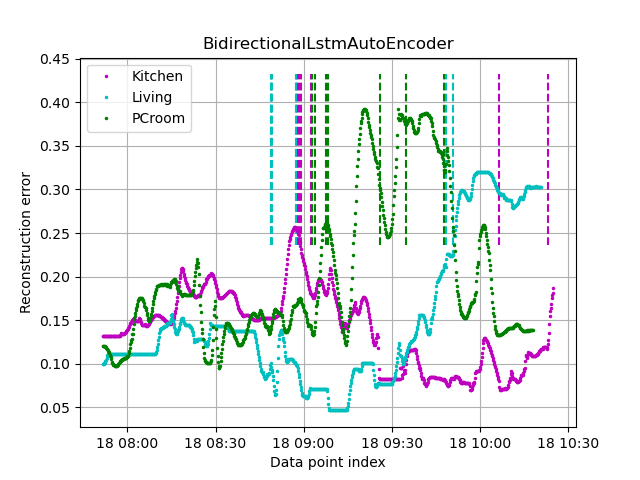 BidirectionalLstmAutoEncoder
Kitchen
Living
PCroom
Reconstruction error
0.45
0.40
0.35
0.30
0.25
0.20
0.15
0.10
0.05
18 08:00 18 08:30 18 09:00 18 09:30 18 10:00 18 10:30
Data point index